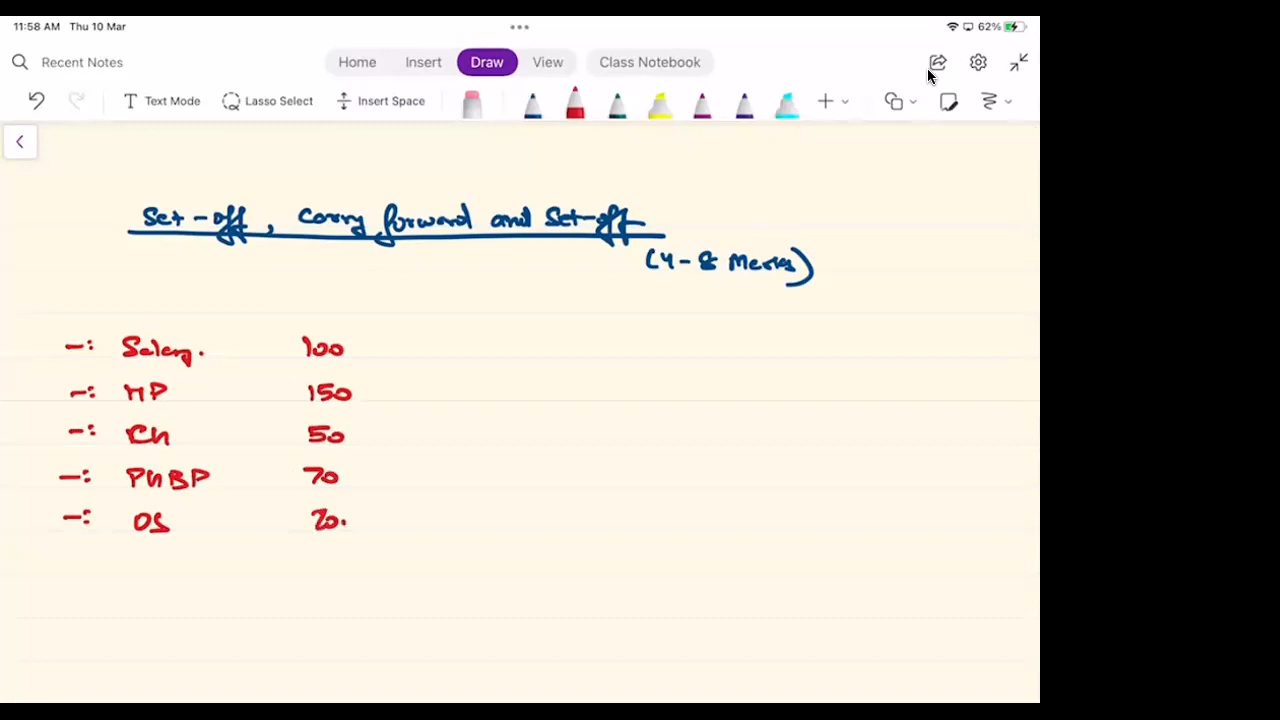 11:58 AM Thu 10 Mar
62%
Recent Notes
Home Insert Draw View Class Notebook
Text Mode Lasso Select Insert Space
Set-off, Carry forward and Set-off
(4-8 Marks)
-: Salary. 100
-: HP 150
-: CG 50
-: PGBP 70
-: OS 20.